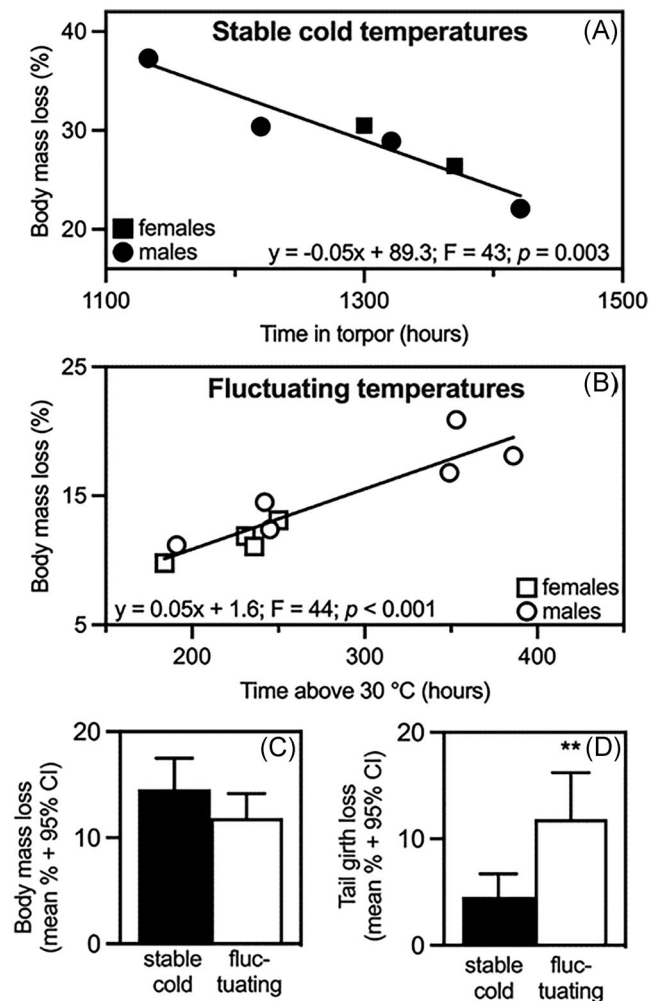 Stable cold temperatures
(A)
Body mass loss (%)
40
30
20
females
males
y = -0.05x + 89.3; F = 43; p = 0.003
1100
1300
1500
Time in torpor (hours)
Fluctuating temperatures
(B)
Body mass loss (%)
25
15
5
females
males
y = 0.05x + 1.6; F = 44; p < 0.001
200
300
400
Time above 30 °C (hours)
(C)
Body mass loss
(mean % + 95% CI)
20
10
0
stable
cold
fluc-
tuating
** (D)
Tail girth loss
(mean % + 95% CI)
20
10
0
stable
cold
fluc-
tuating